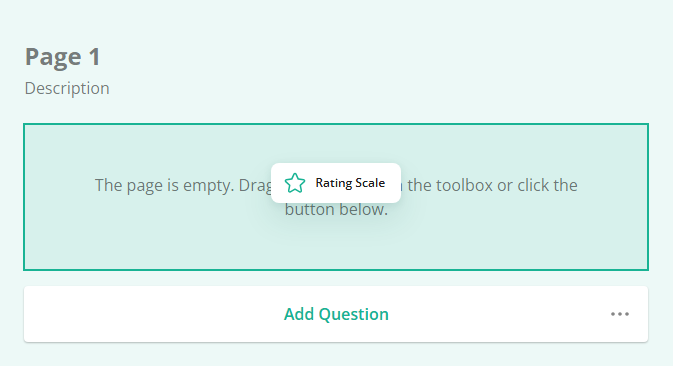 Page 1
Description
The page is empty. Drag
Rating Scale
the toolbox or click the
button below.
Add Question